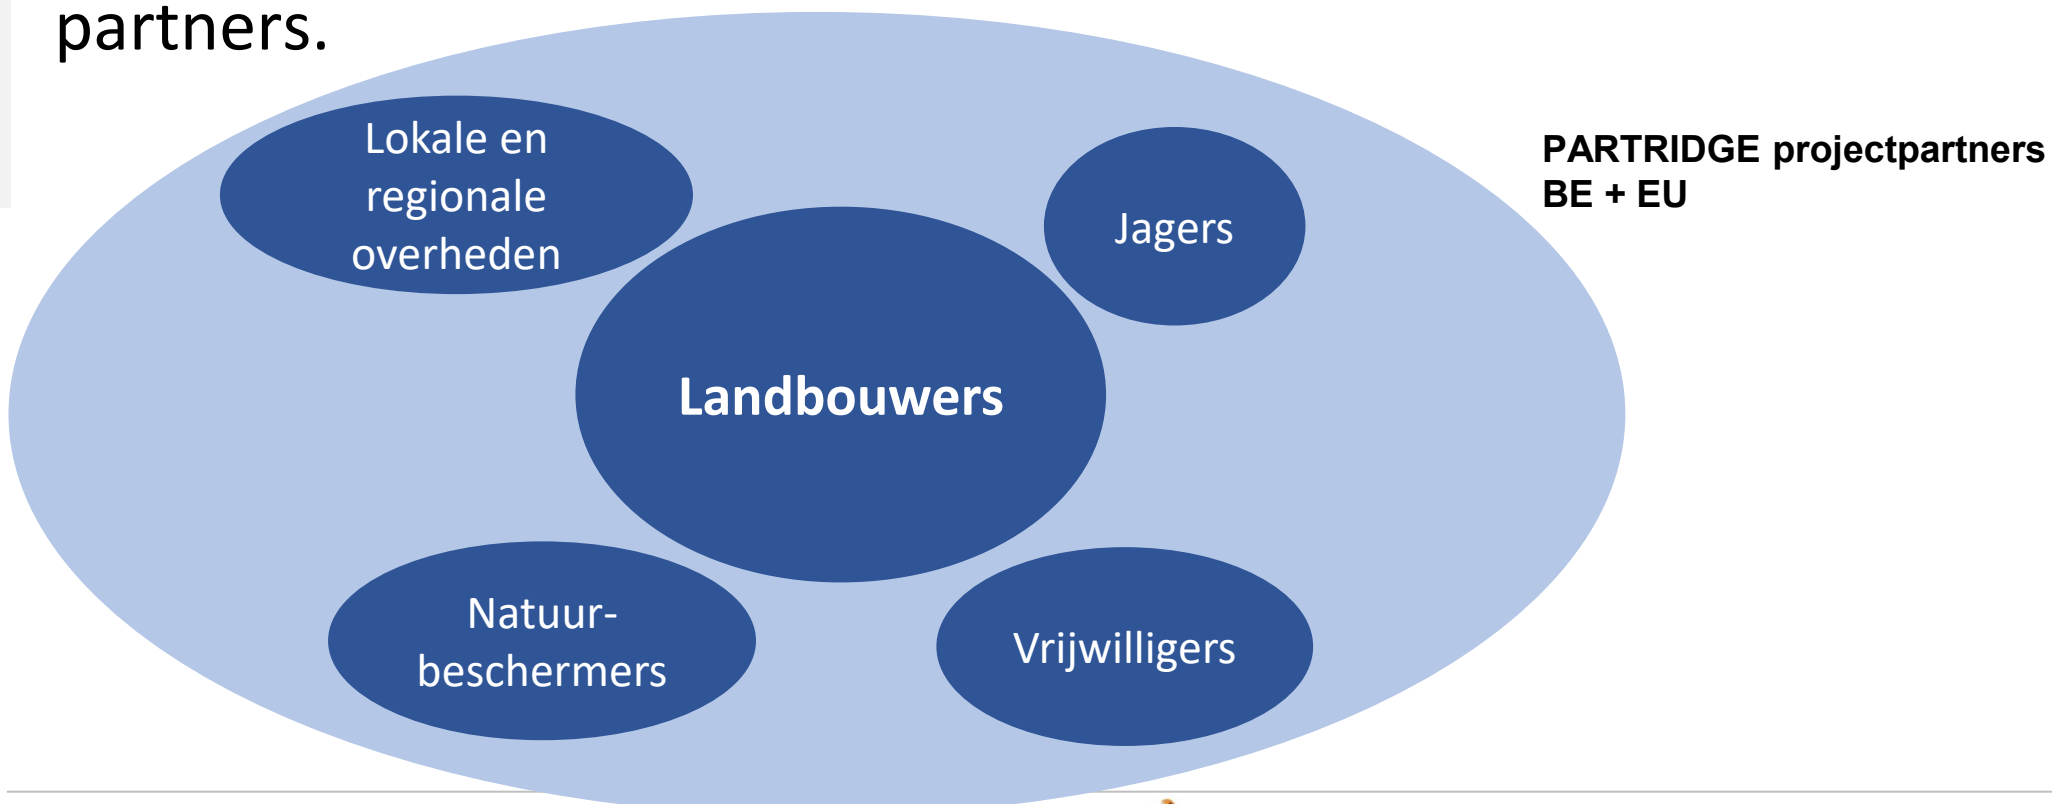 partners.
Lokale en
regionale
overheden
Jagers
PARTRIDGE projectpartners
BE + EU
Landbouwers
Natuur-
beschermers
Vrijwilligers